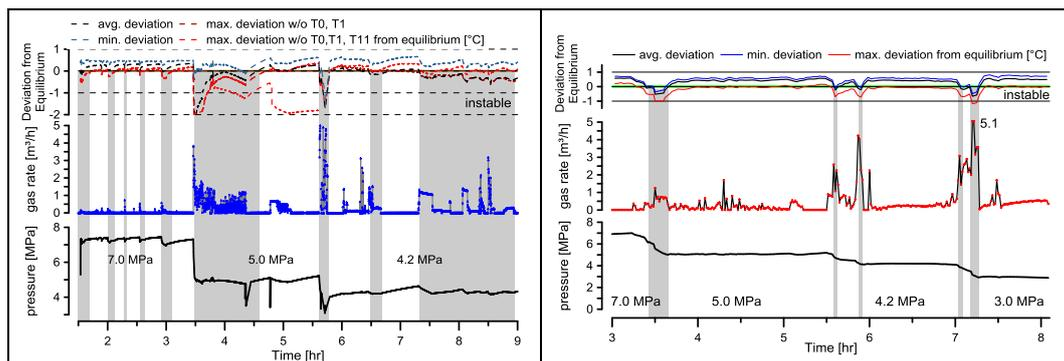 avg. deviation
max. deviation w/o T0, T1
min. deviation
max. deviation w/o T0,T1, T11 from equilibrium [°C]
Deviation from
Equilibrium
1
0
-1
-2
instable
gas rate [m³/h]
5
4
3
2
1
0
pressure [MPa]
8
6
4
7.0 MPa
5.0 MPa
4.2 MPa
2
3
4
5
6
7
8
9
Time [hr]
avg. deviation
min. deviation
max. deviation from equilibrium [°C]
Deviation from
Equilibrium
1
0
-1
instable
gas rate [m³/h]
5
4
3
2
1
0
5.1
pressure [MPa]
8
6
4
3
2
1
0
7.0 MPa
5.0 MPa
4.2 MPa
3.0 MPa
3
4
5
6
7
8
Time [hr]